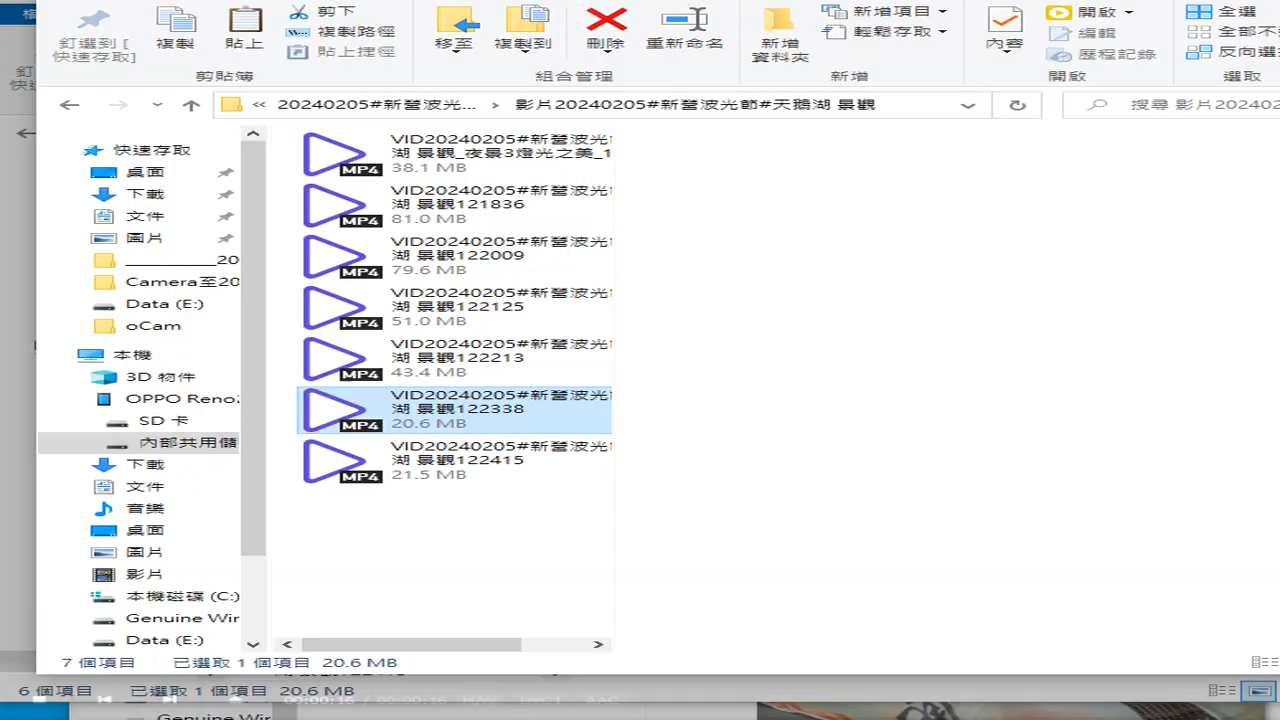 剪下
新增項目
開啟
全選
複製路徑
輕鬆存取
編輯
釘選到 [
快速存取]
複製
貼上
貼上捷徑
移至
複製到
刪除
重新命名
新增
資料夾
內容
歷程記錄
剪貼簿
組合管理
新增
開啟
選取
20240205#新營波光...
影片20240205#新營波光節#天鵝湖 景觀
搜尋 影片202402
快速存取
桌面
下載
文件
圖片
__________20
Camera至20
Data (E:)
oCam
本機
3D 物件
OPPO Reno
SD 卡
內部共用儲
下載
文件
音樂
桌面
圖片
影片
本機磁碟 (C:)
Genuine Wir
Data (E:)
VID20240205#新營波光
湖 景觀_夜景3燈光之美_1
MP4
38.1 MB
VID20240205#新營波光
湖 景觀121836
MP4
81.0 MB
VID20240205#新營波光
湖 景觀122009
MP4
79.6 MB
VID20240205#新營波光
湖 景觀122125
MP4
51.0 MB
VID20240205#新營波光
湖 景觀122213
MP4
43.4 MB
VID20240205#新營波光
湖 景觀122338
MP4
20.6 MB
VID20240205#新營波光
湖 景觀122415
MP4
21.5 MB
7 個項目 已選取 1 個項目 20.6 MB
6 個項目 已選取 1 個項目 20.6 MB
00:00:16 / 00:00:16
Genuine Wir